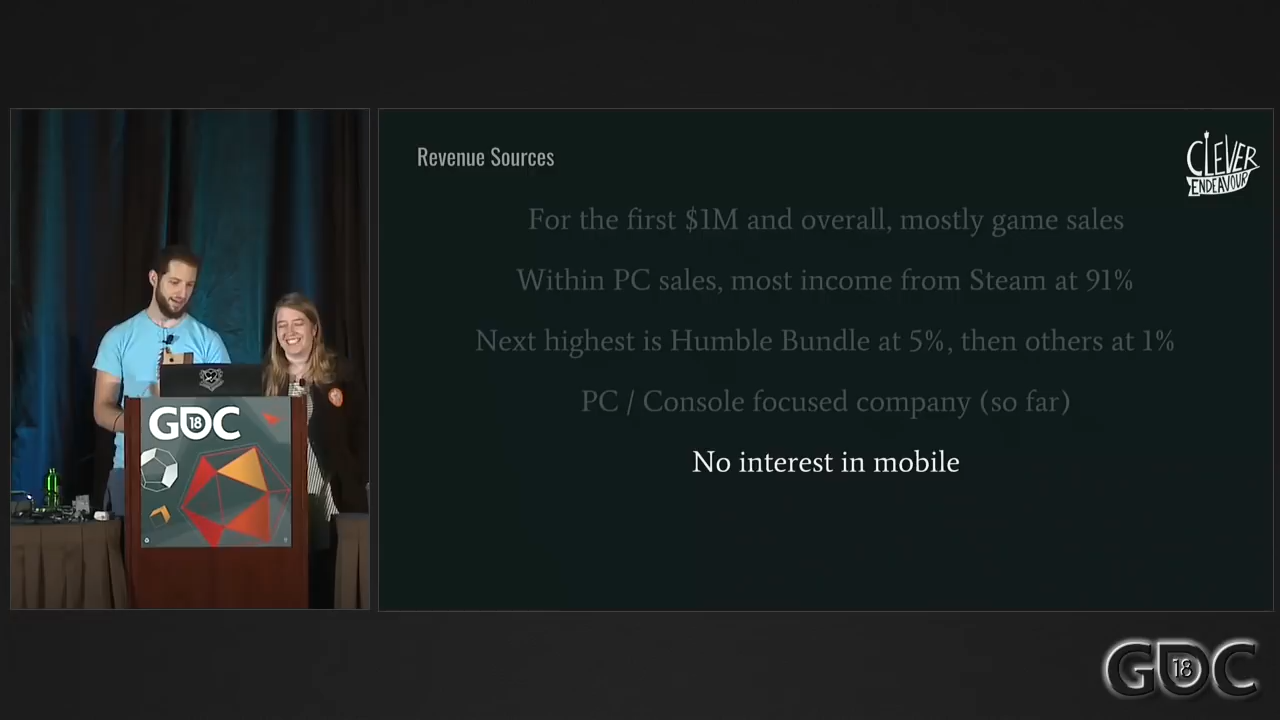 Revenue Sources
CLEVER
ENDEAVOUR
For the first $1M and overall, mostly game sales
Within PC sales, most income from Steam at 91%
Next highest is Humble Bundle at 5%, then others at 1%
PC / Console focused company (so far)
No interest in mobile
GDC
18
GDC
18